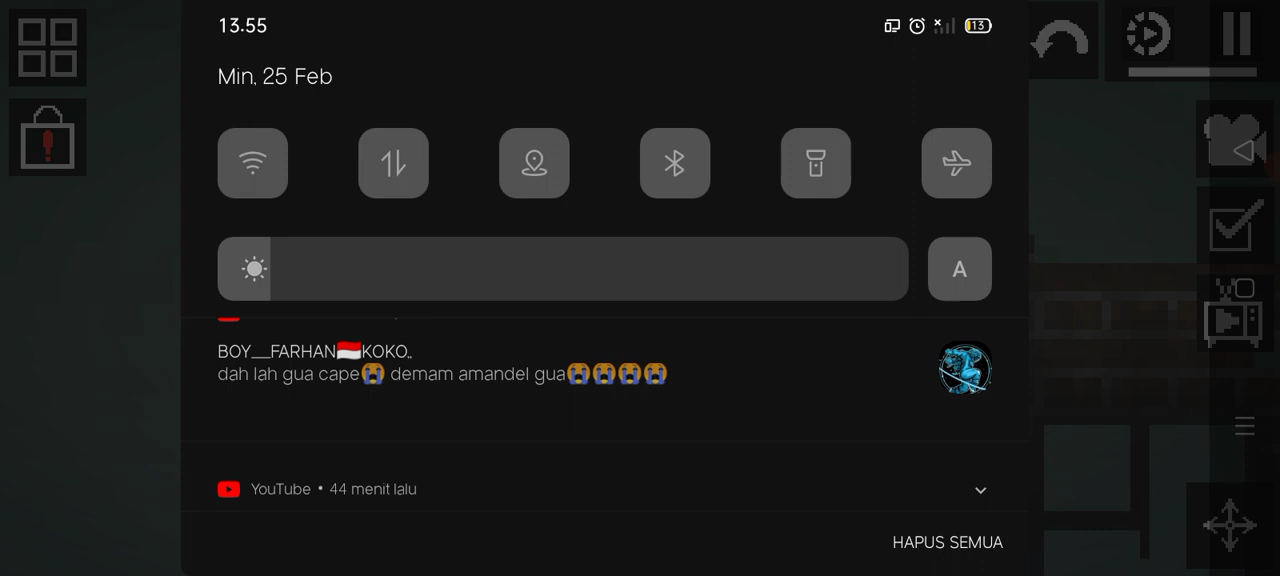 13.55
13
Min, 25 Feb
A
BOY__FARHAN🇮🇩KOKO,,
dah lah gua cape😭 demam amandel gua😭😭😭😭
YouTube • 44 menit lalu
HAPUS SEMUA